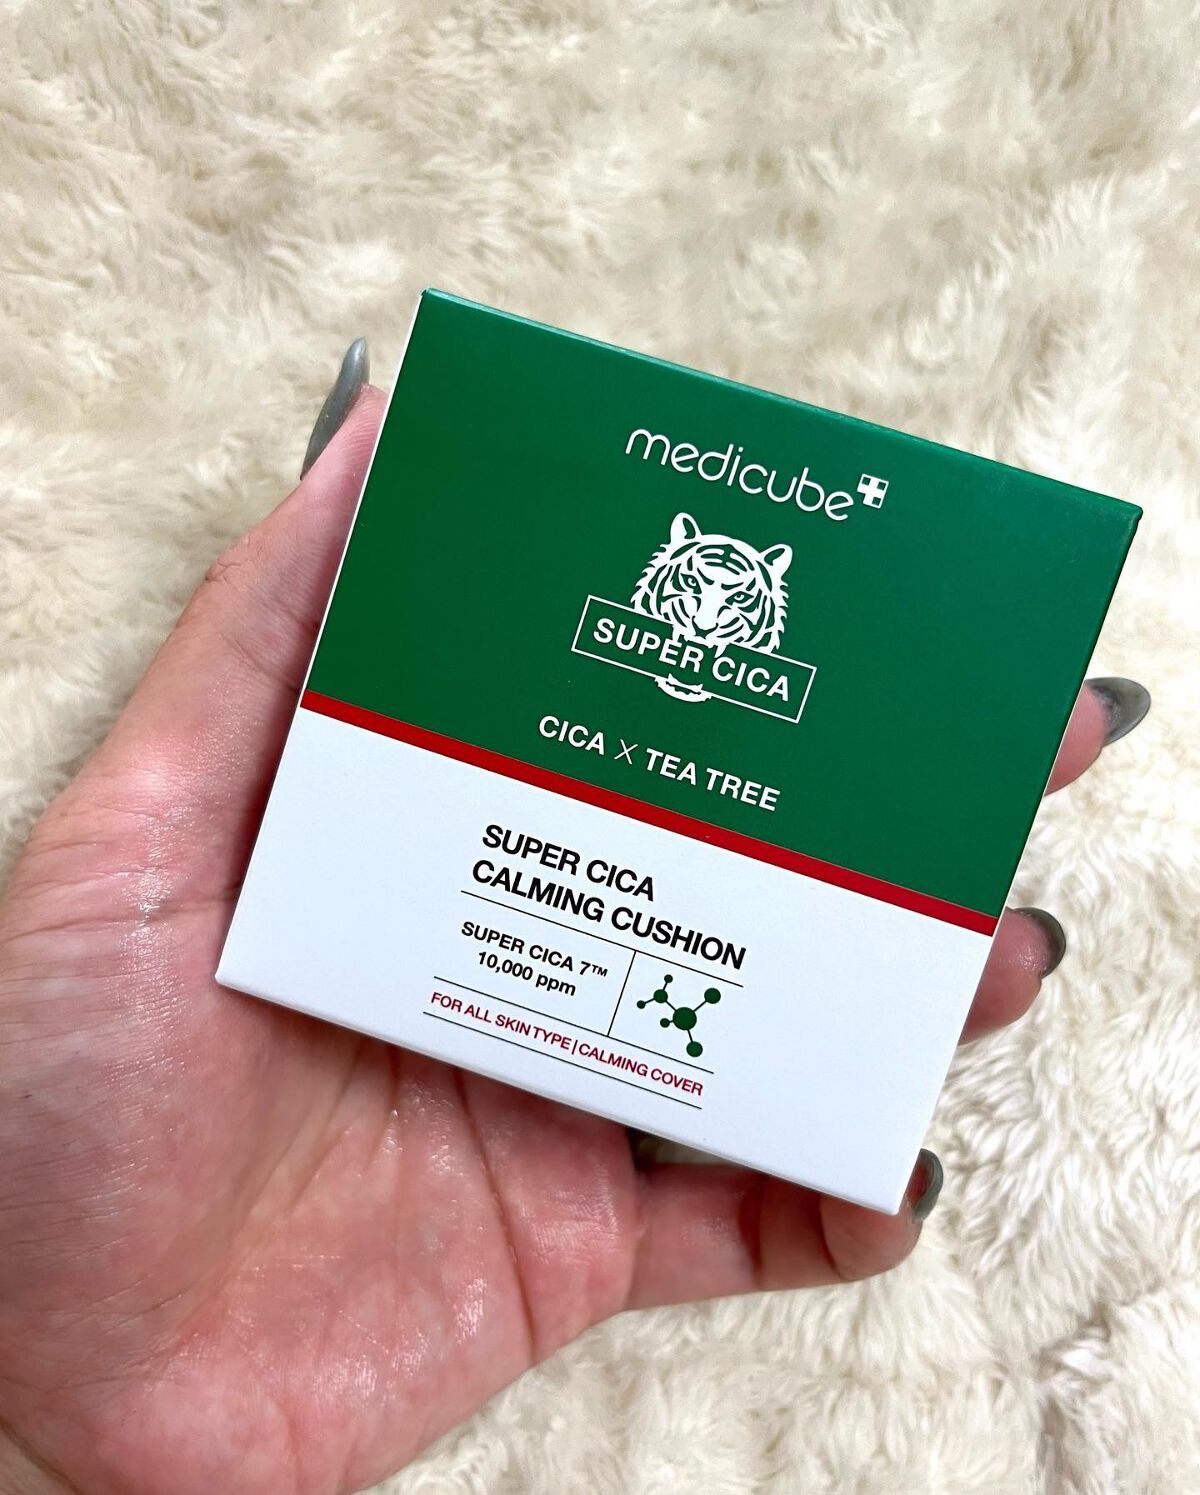 medicube
SUPER CICA
CICA X TEA TREE
SUPER CICA
CALMING CUSHION
SUPER CICA 7™
10,000 ppm
FOR ALL SKIN TYPE | CALMING COVER